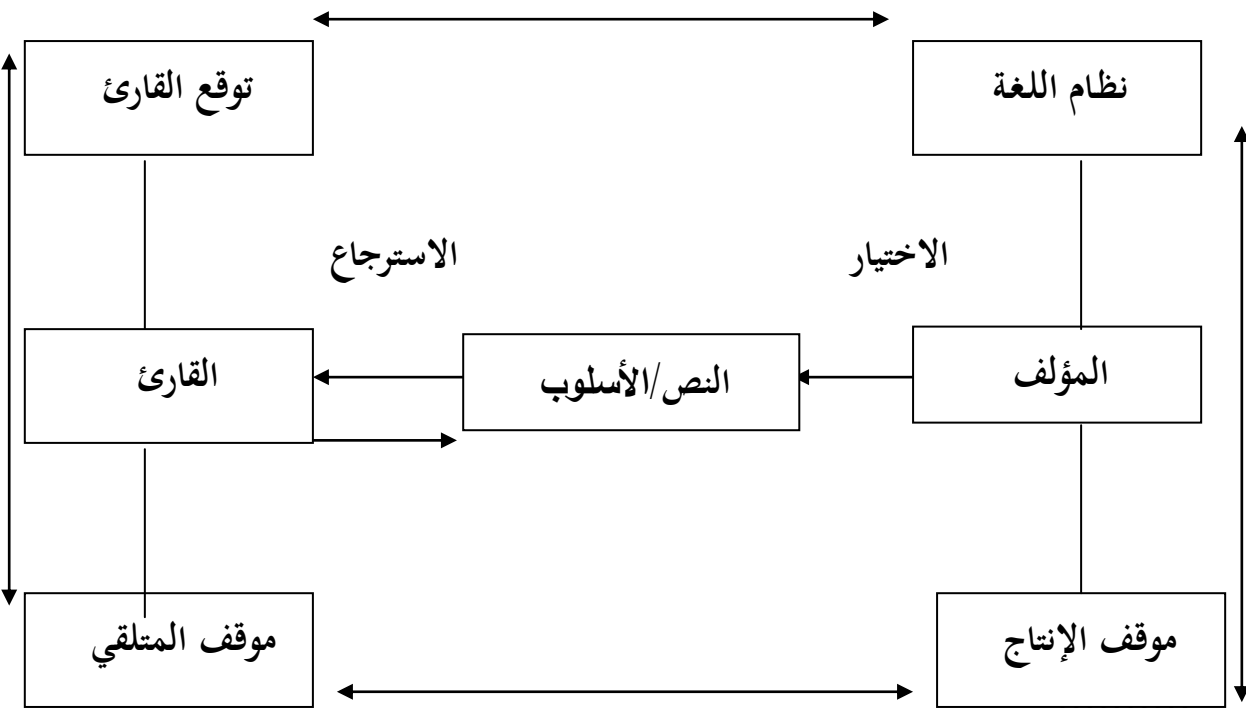 نظام اللغة
توقع القارئ
الاختيار
الاسترجاع
المؤلف
النص/الأسلوب
القارئ
موقف الإنتاج
موقف المتلقي